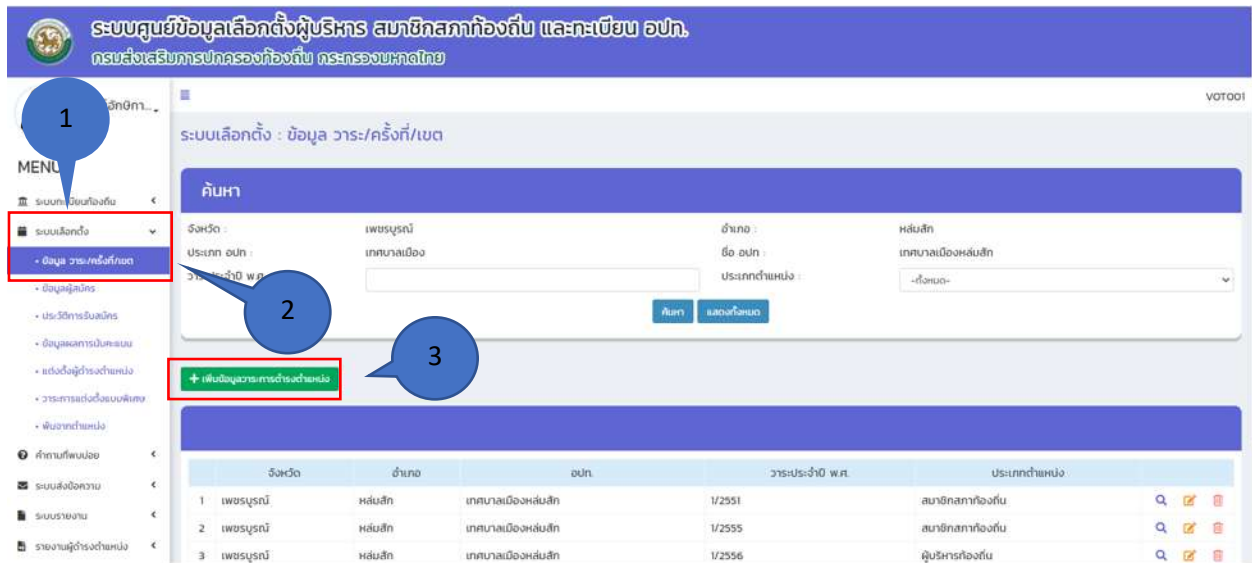 ระบบศูนย์ข้อมูลเลือกตั้งผู้บริหาร สมาชิกสภาท้องถิ่น และทะเบียน อปท.
กรมส่งเสริมการปกครองท้องถิ่น กระทรวงมหาดไทย
VOT001
1
MENU
ระบบทะเบียนท้องถิ่น
ระบบเลือกตั้ง
• ข้อมูล วาระ/ครั้งที่/เขต
• ข้อมูลผู้สมัคร
• ประวัติการรับสมัคร
• ข้อมูลผลการนับคะแนน
• แต่งตั้งผู้ดำรงตำแหน่ง
• วาระการแต่งตั้งแบบพิเศษ
• พ้นจากตำแหน่ง
คำถามที่พบบ่อย
ระบบส่งข้อความ
ระบบรายงาน
รายงานผู้ดำรงตำแหน่ง
ระบบเลือกตั้ง : ข้อมูล วาระ/ครั้งที่/เขต
ค้นหา
จังหวัด : เพชรบูรณ์ อำเภอ : หล่มสัก
ประเภท อปท : เทศบาลเมือง ชื่อ อปท : เทศบาลเมืองหล่มสัก
ประเภทตำแหน่ง : -ทั้งหมด-
2
ค้นหา แสดงทั้งหมด
3
+ เพิ่มข้อมูลวาระการดำรงตำแหน่ง
จังหวัด อำเภอ อปท. วาระประจำปี พ.ศ. ประเภทตำแหน่ง
1 เพชรบูรณ์ หล่มสัก เทศบาลเมืองหล่มสัก 1/2551 สมาชิกสภาท้องถิ่น
2 เพชรบูรณ์ หล่มสัก เทศบาลเมืองหล่มสัก 1/2555 สมาชิกสภาท้องถิ่น
3 เพชรบูรณ์ หล่มสัก เทศบาลเมืองหล่มสัก 1/2556 ผู้บริหารท้องถิ่น